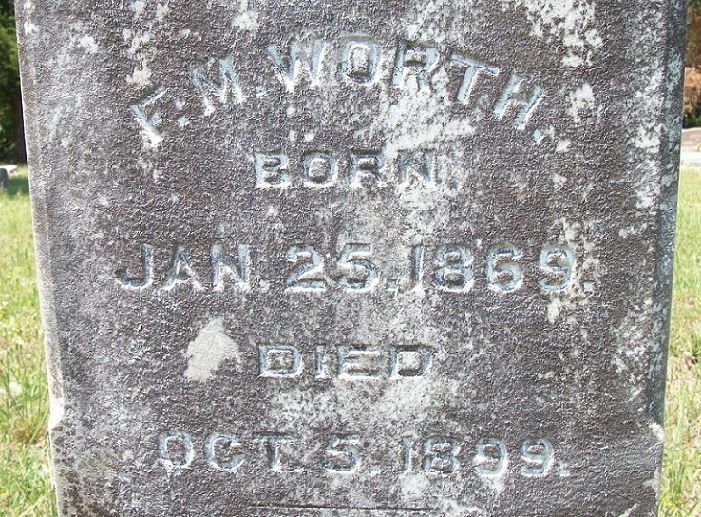 F. M. WORTH.
BORN
JAN. 25. 1869.
DIED
OCT. 5. 1899.